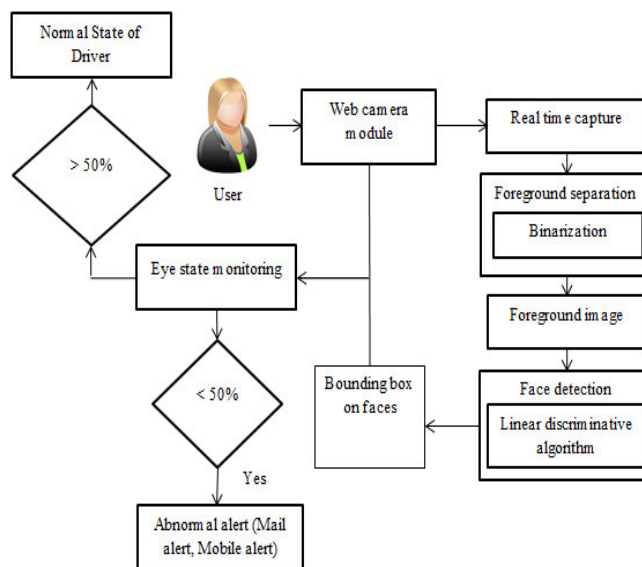 Normal State of
Driver
> 50%
User
Web camera
module
Real time capture
Foreground separation
Binarization
Eye state monitoring
Foreground image
< 50%
Bounding box
on faces
Face detection
Linear discriminative
algorithm
Yes
Abnormal alert (Mail
alert, Mobile alert)